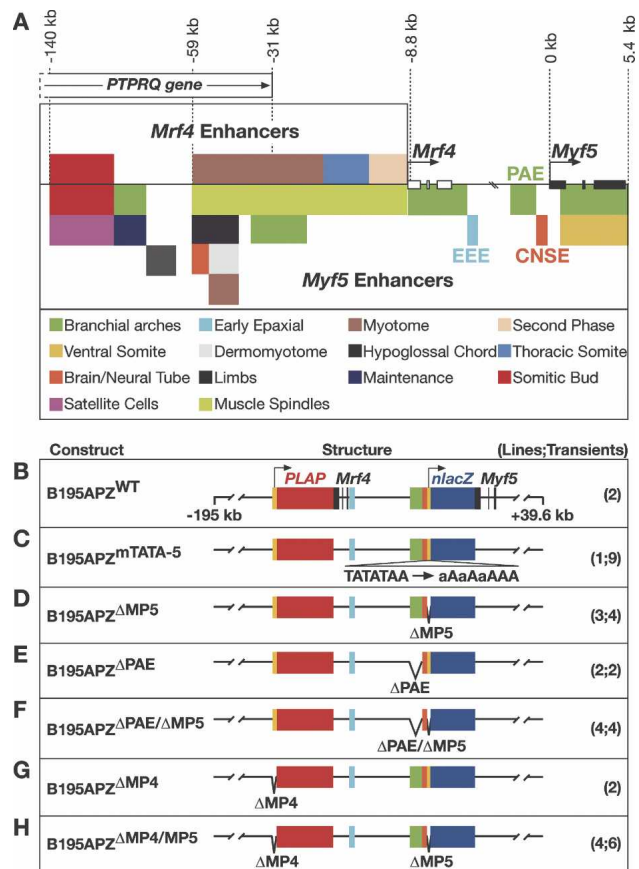 A
-140 kb
-59 kb
-31 kb
-8.8 kb
0 kb
5.4 kb
PTPRQ gene
Mrf4 Enhancers
Mrf4
PAE
Myf5
EEE
CNSE
Myf5 Enhancers
Branchial arches
Early Epaxial
Myotome
Second Phase
Ventral Somite
Dermomyotome
Hypoglossal Chord
Thoracic Somite
Brain/Neural Tube
Limbs
Maintenance
Somitic Bud
Satellite Cells
Muscle Spindles
Construct Structure (Lines;Transients)
B
B195APZWT
PLAP Mrf4 nlacZ Myf5
(2)
-195 kb +39.6 kb
C
B195APZmTATA-5
(1;9)
TATATAA → aAaAaAAA
D
B195APZΔMP5
(3;4)
ΔMP5
E
B195APZΔPAE
(2;2)
ΔPAE
F
B195APZΔPAE/ΔMP5
(4;4)
ΔPAE/ΔMP5
G
B195APZΔMP4
(2)
ΔMP4
H
B195APZΔMP4/MP5
(4;6)
ΔMP4 ΔMP5